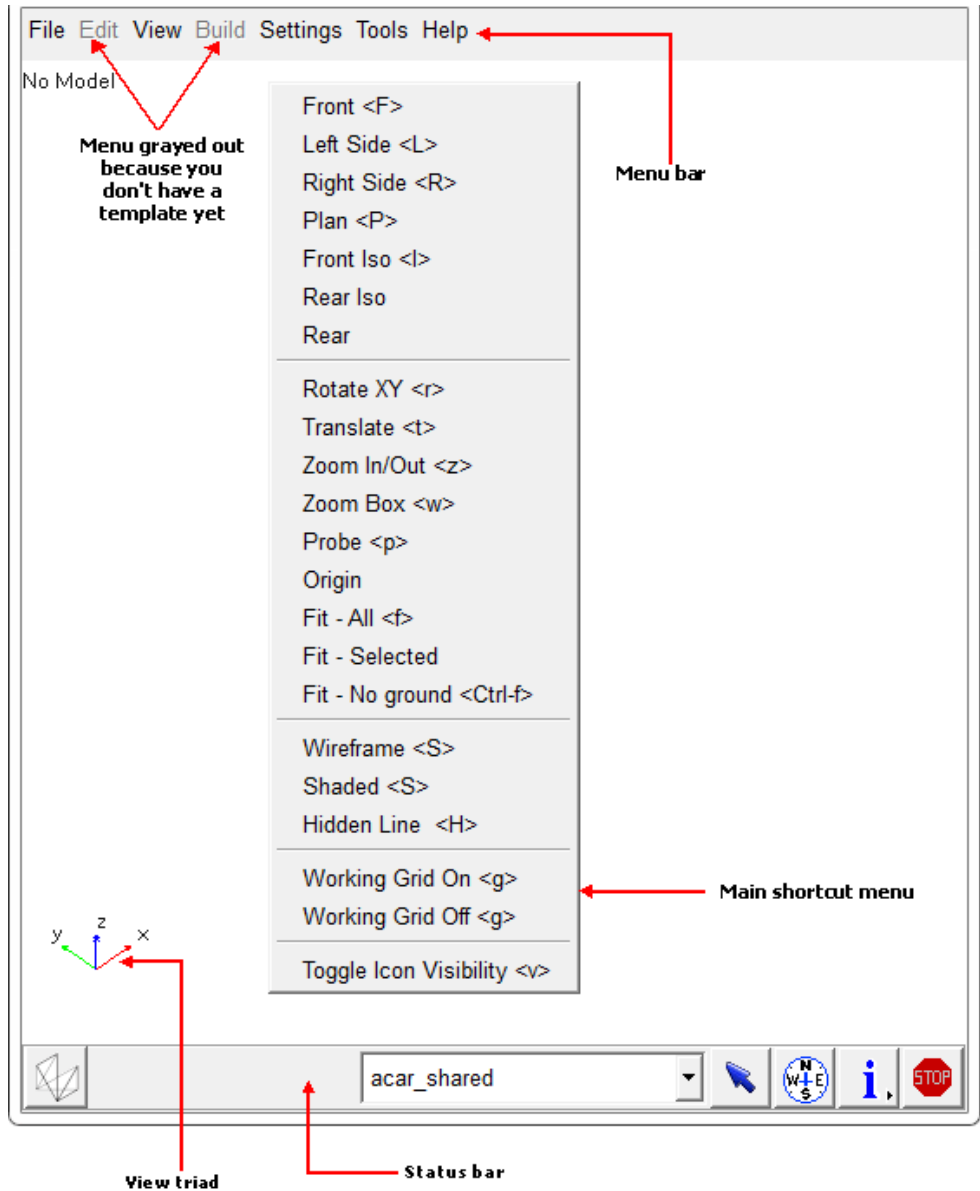 File Edit View Build Settings Tools Help
No Model
Menu grayed out
because you
don't have a
template yet
Menu bar
Front <F>
Left Side <L>
Right Side <R>
Plan <P>
Front Iso <I>
Rear Iso
Rear
Rotate XY <r>
Translate <t>
Zoom In/Out <z>
Zoom Box <w>
Probe <p>
Origin
Fit - All <f>
Fit - Selected
Fit - No ground <Ctrl-f>
Wireframe <S>
Shaded <S>
Hidden Line <H>
Working Grid On <g>
Working Grid Off <g>
Toggle Icon Visibility <v>
Main shortcut menu
y z x
acar_shared
N
W E
S
i
STOP
View triad
Status bar